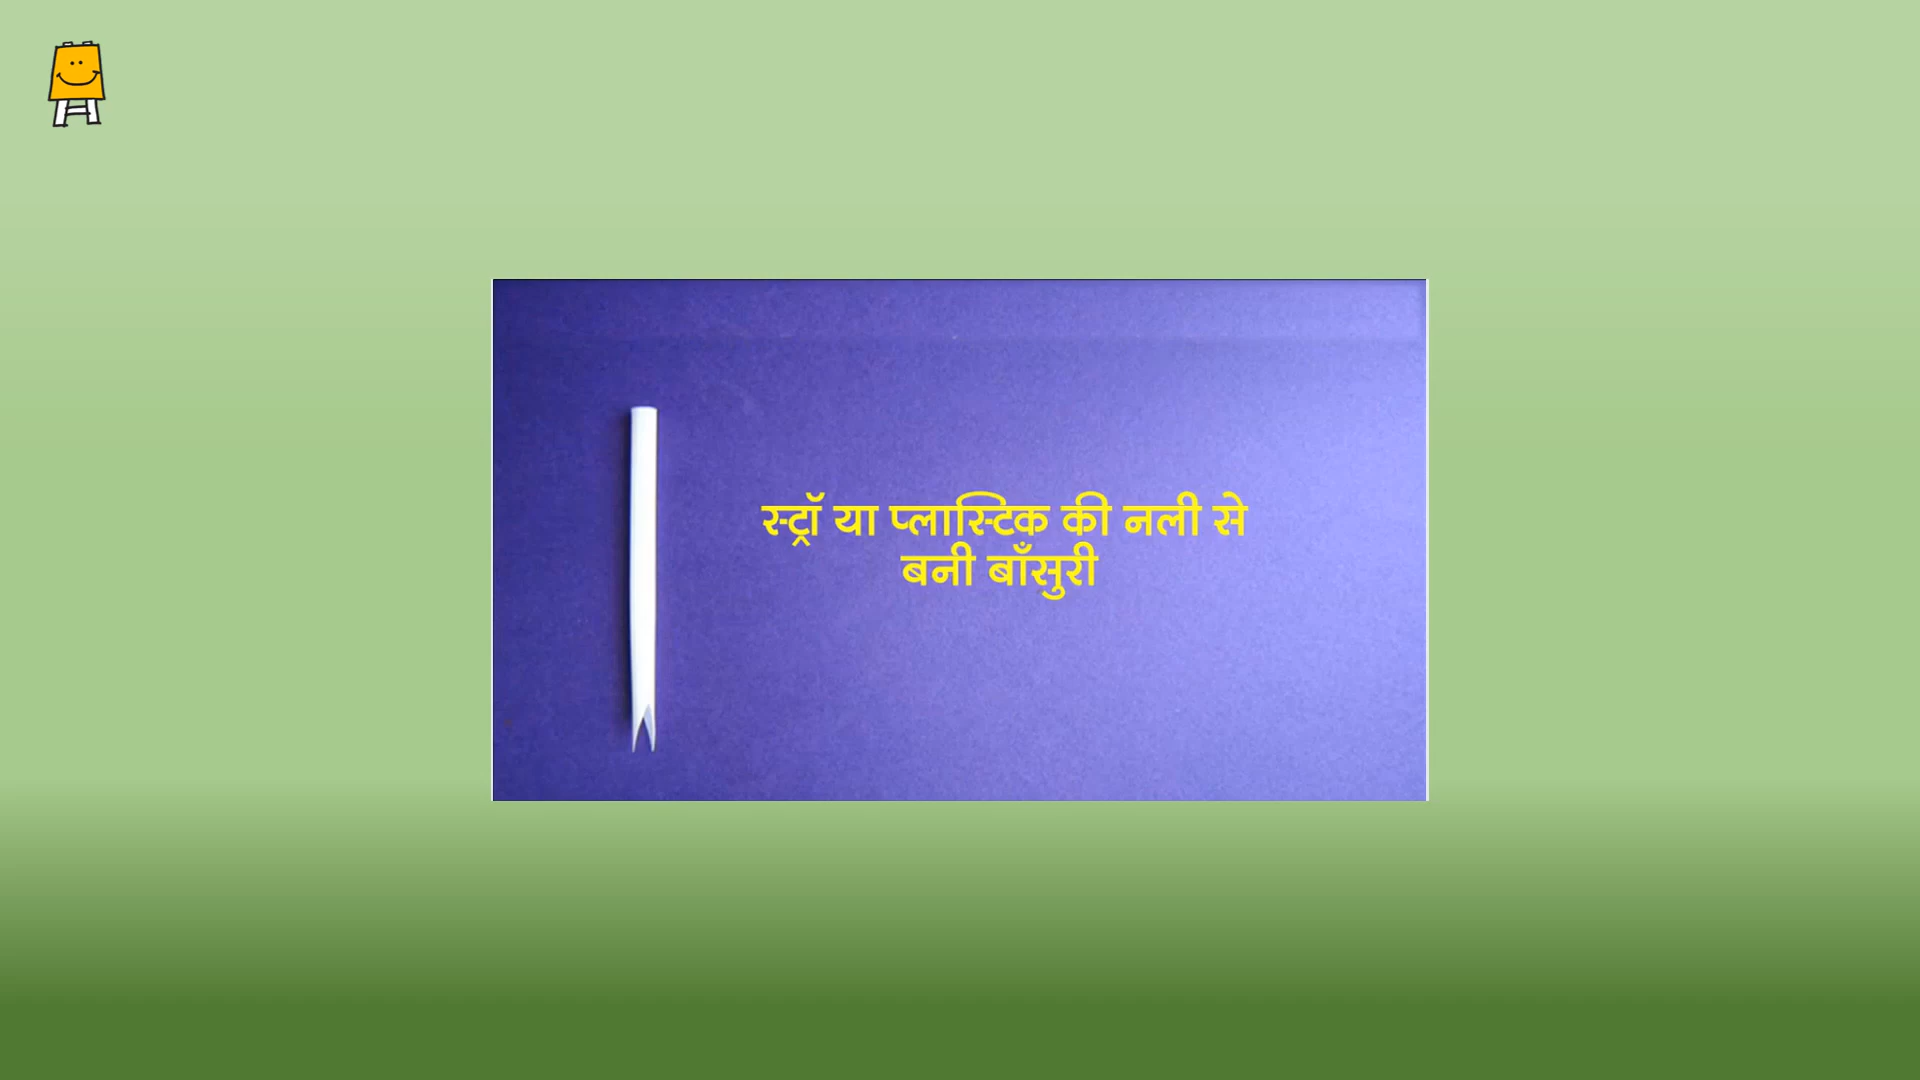 स्ट्रॉ या प्लास्टिक की नली से
बनी बाँसुरी